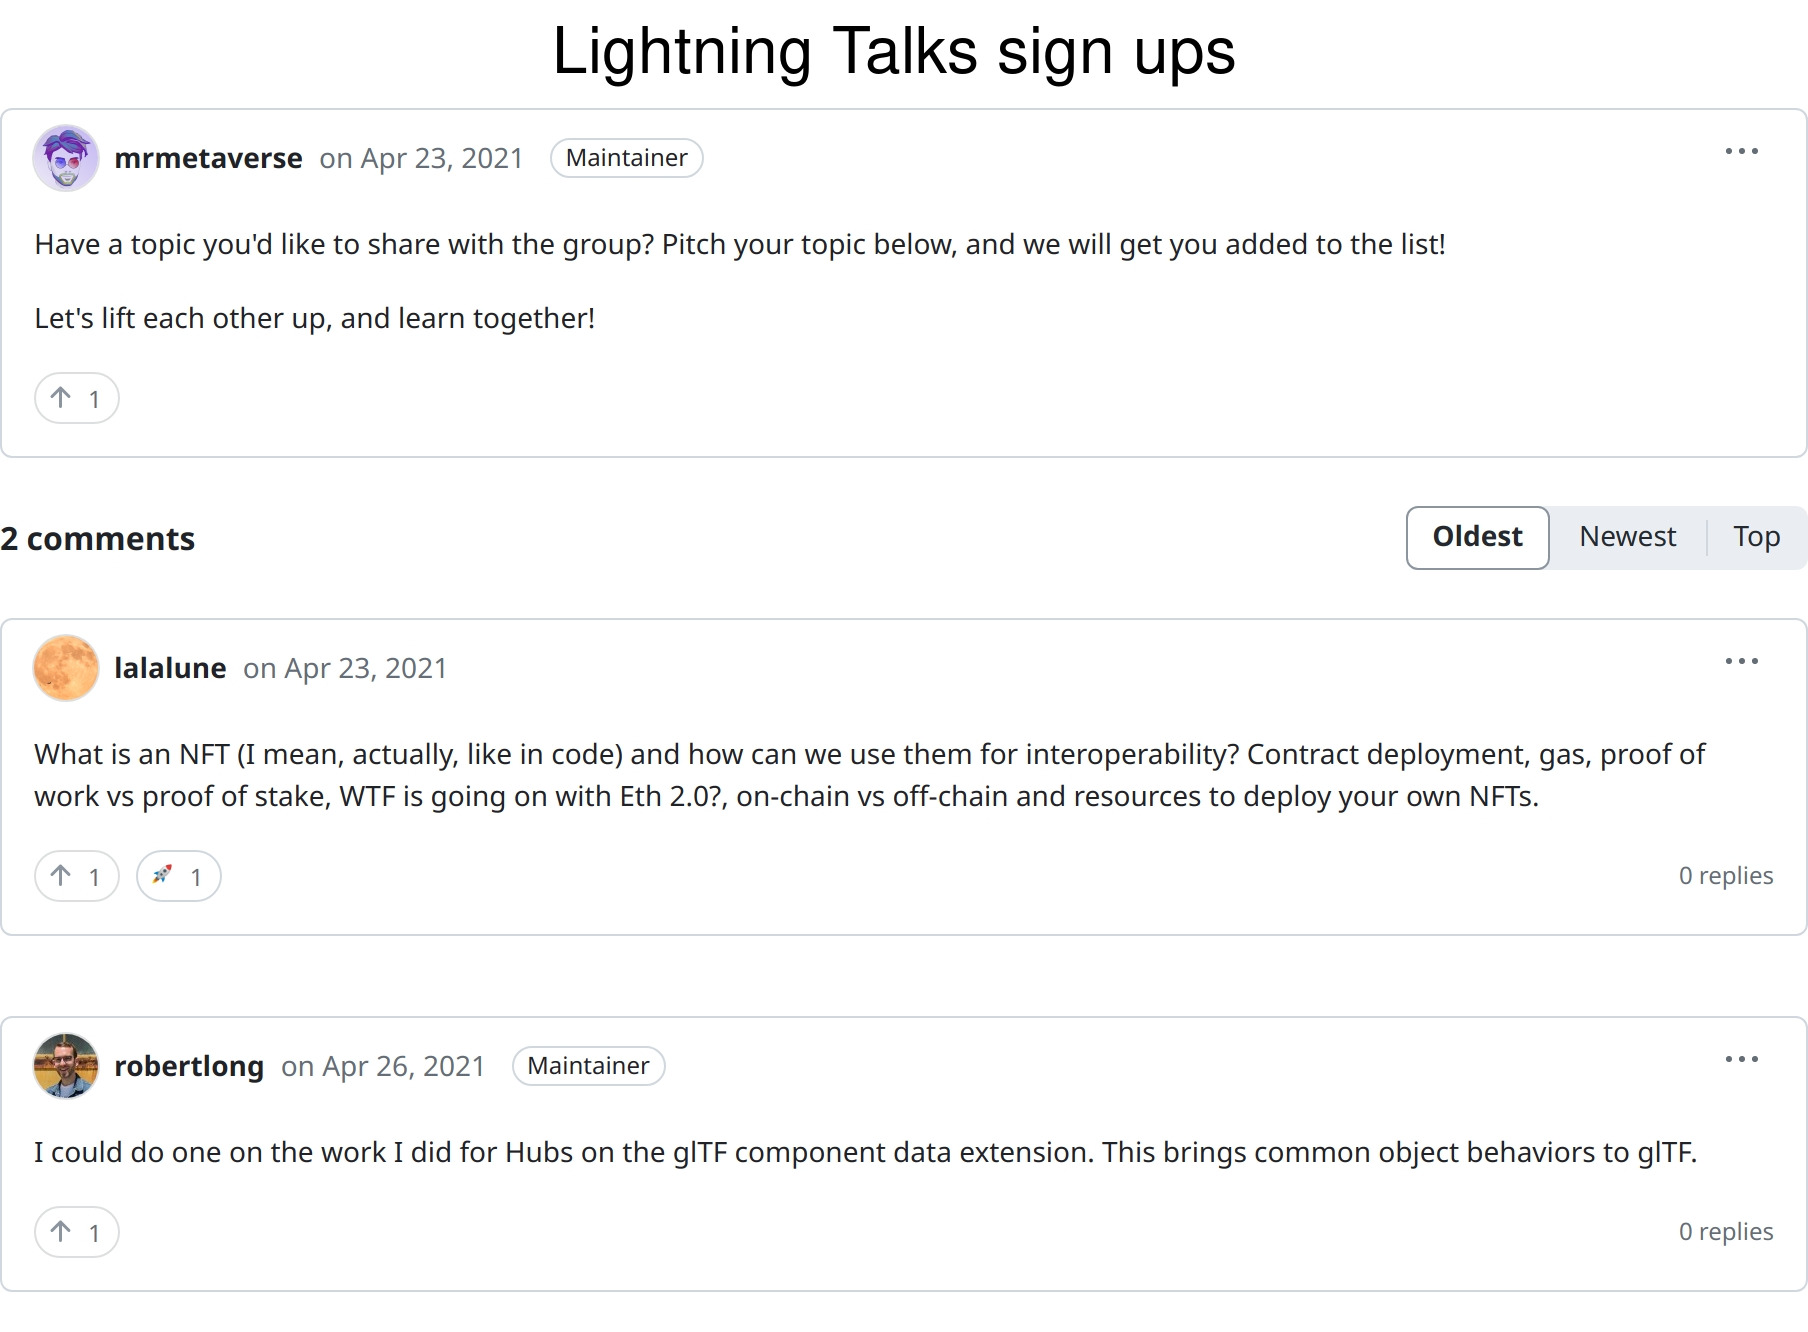 Lightning Talks sign ups
mrmetaverse on Apr 23, 2021 Maintainer
Have a topic you'd like to share with the group? Pitch your topic below, and we will get you added to the list!
Let's lift each other up, and learn together!
↑ 1
2 comments
Oldest Newest Top
lalalune on Apr 23, 2021
What is an NFT (I mean, actually, like in code) and how can we use them for interoperability? Contract deployment, gas, proof of
work vs proof of stake, WTF is going on with Eth 2.0?, on-chain vs off-chain and resources to deploy your own NFTs.
↑ 1 🚀 1 0 replies
robertlong on Apr 26, 2021 Maintainer
I could do one on the work I did for Hubs on the glTF component data extension. This brings common object behaviors to glTF.
↑ 1 0 replies